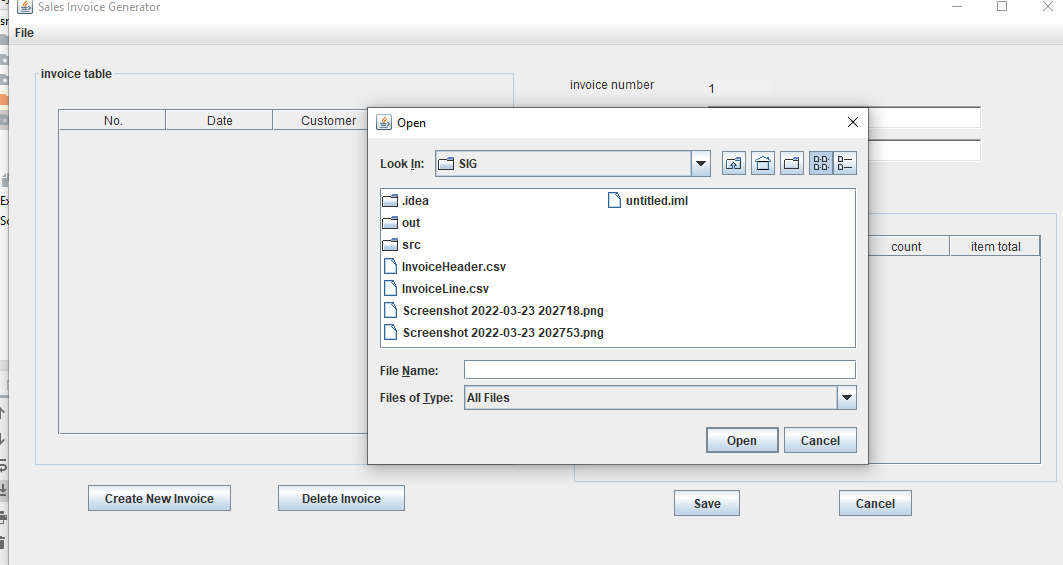 Sales Invoice Generator
File
invoice table
invoice number
1
No.
Date
Customer
Open
Look In:
SIG
.idea
untitled.iml
out
src
InvoiceHeader.csv
InvoiceLine.csv
Screenshot 2022-03-23 202718.png
Screenshot 2022-03-23 202753.png
count
item total
File Name:
Files of Type:
All Files
Open
Cancel
Create New Invoice
Delete Invoice
Save
Cancel